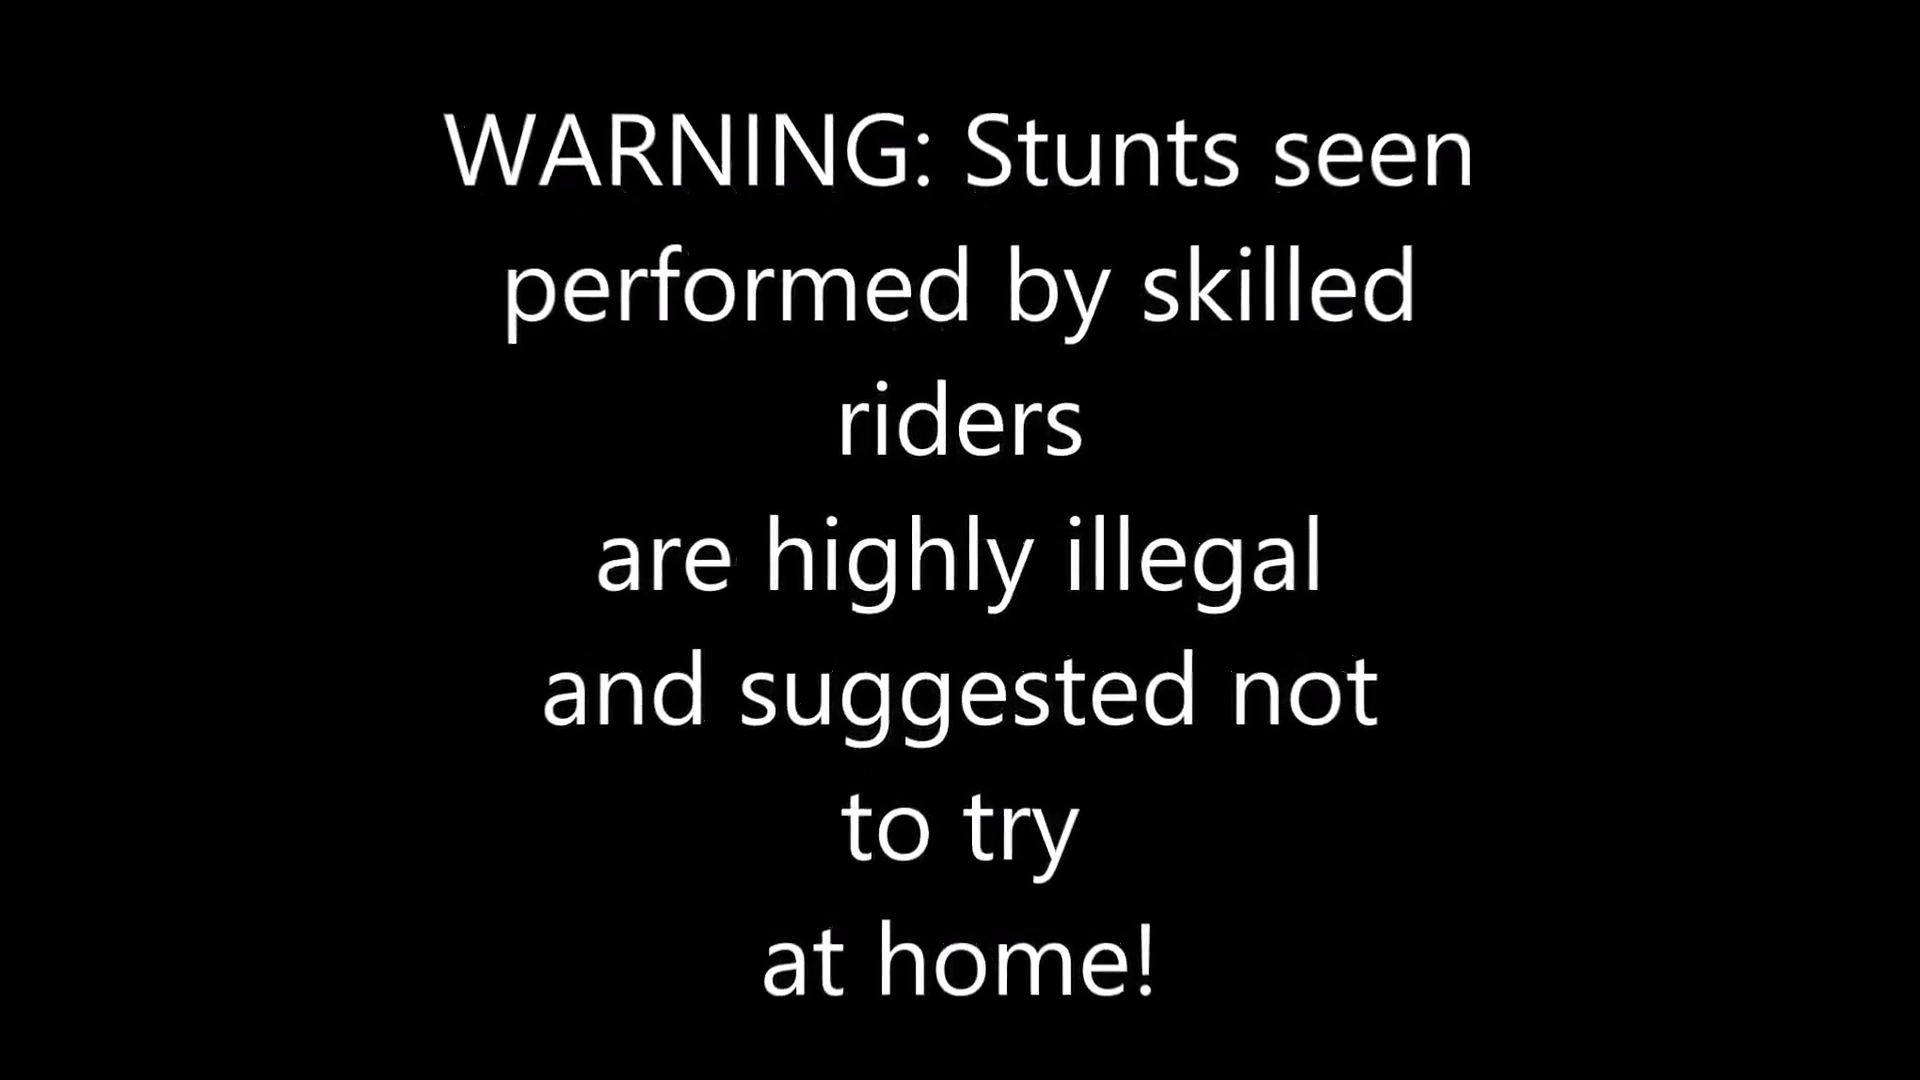 WARNING: Stunts seen
performed by skilled
riders
are highly illegal
and suggested not
to try
at home!